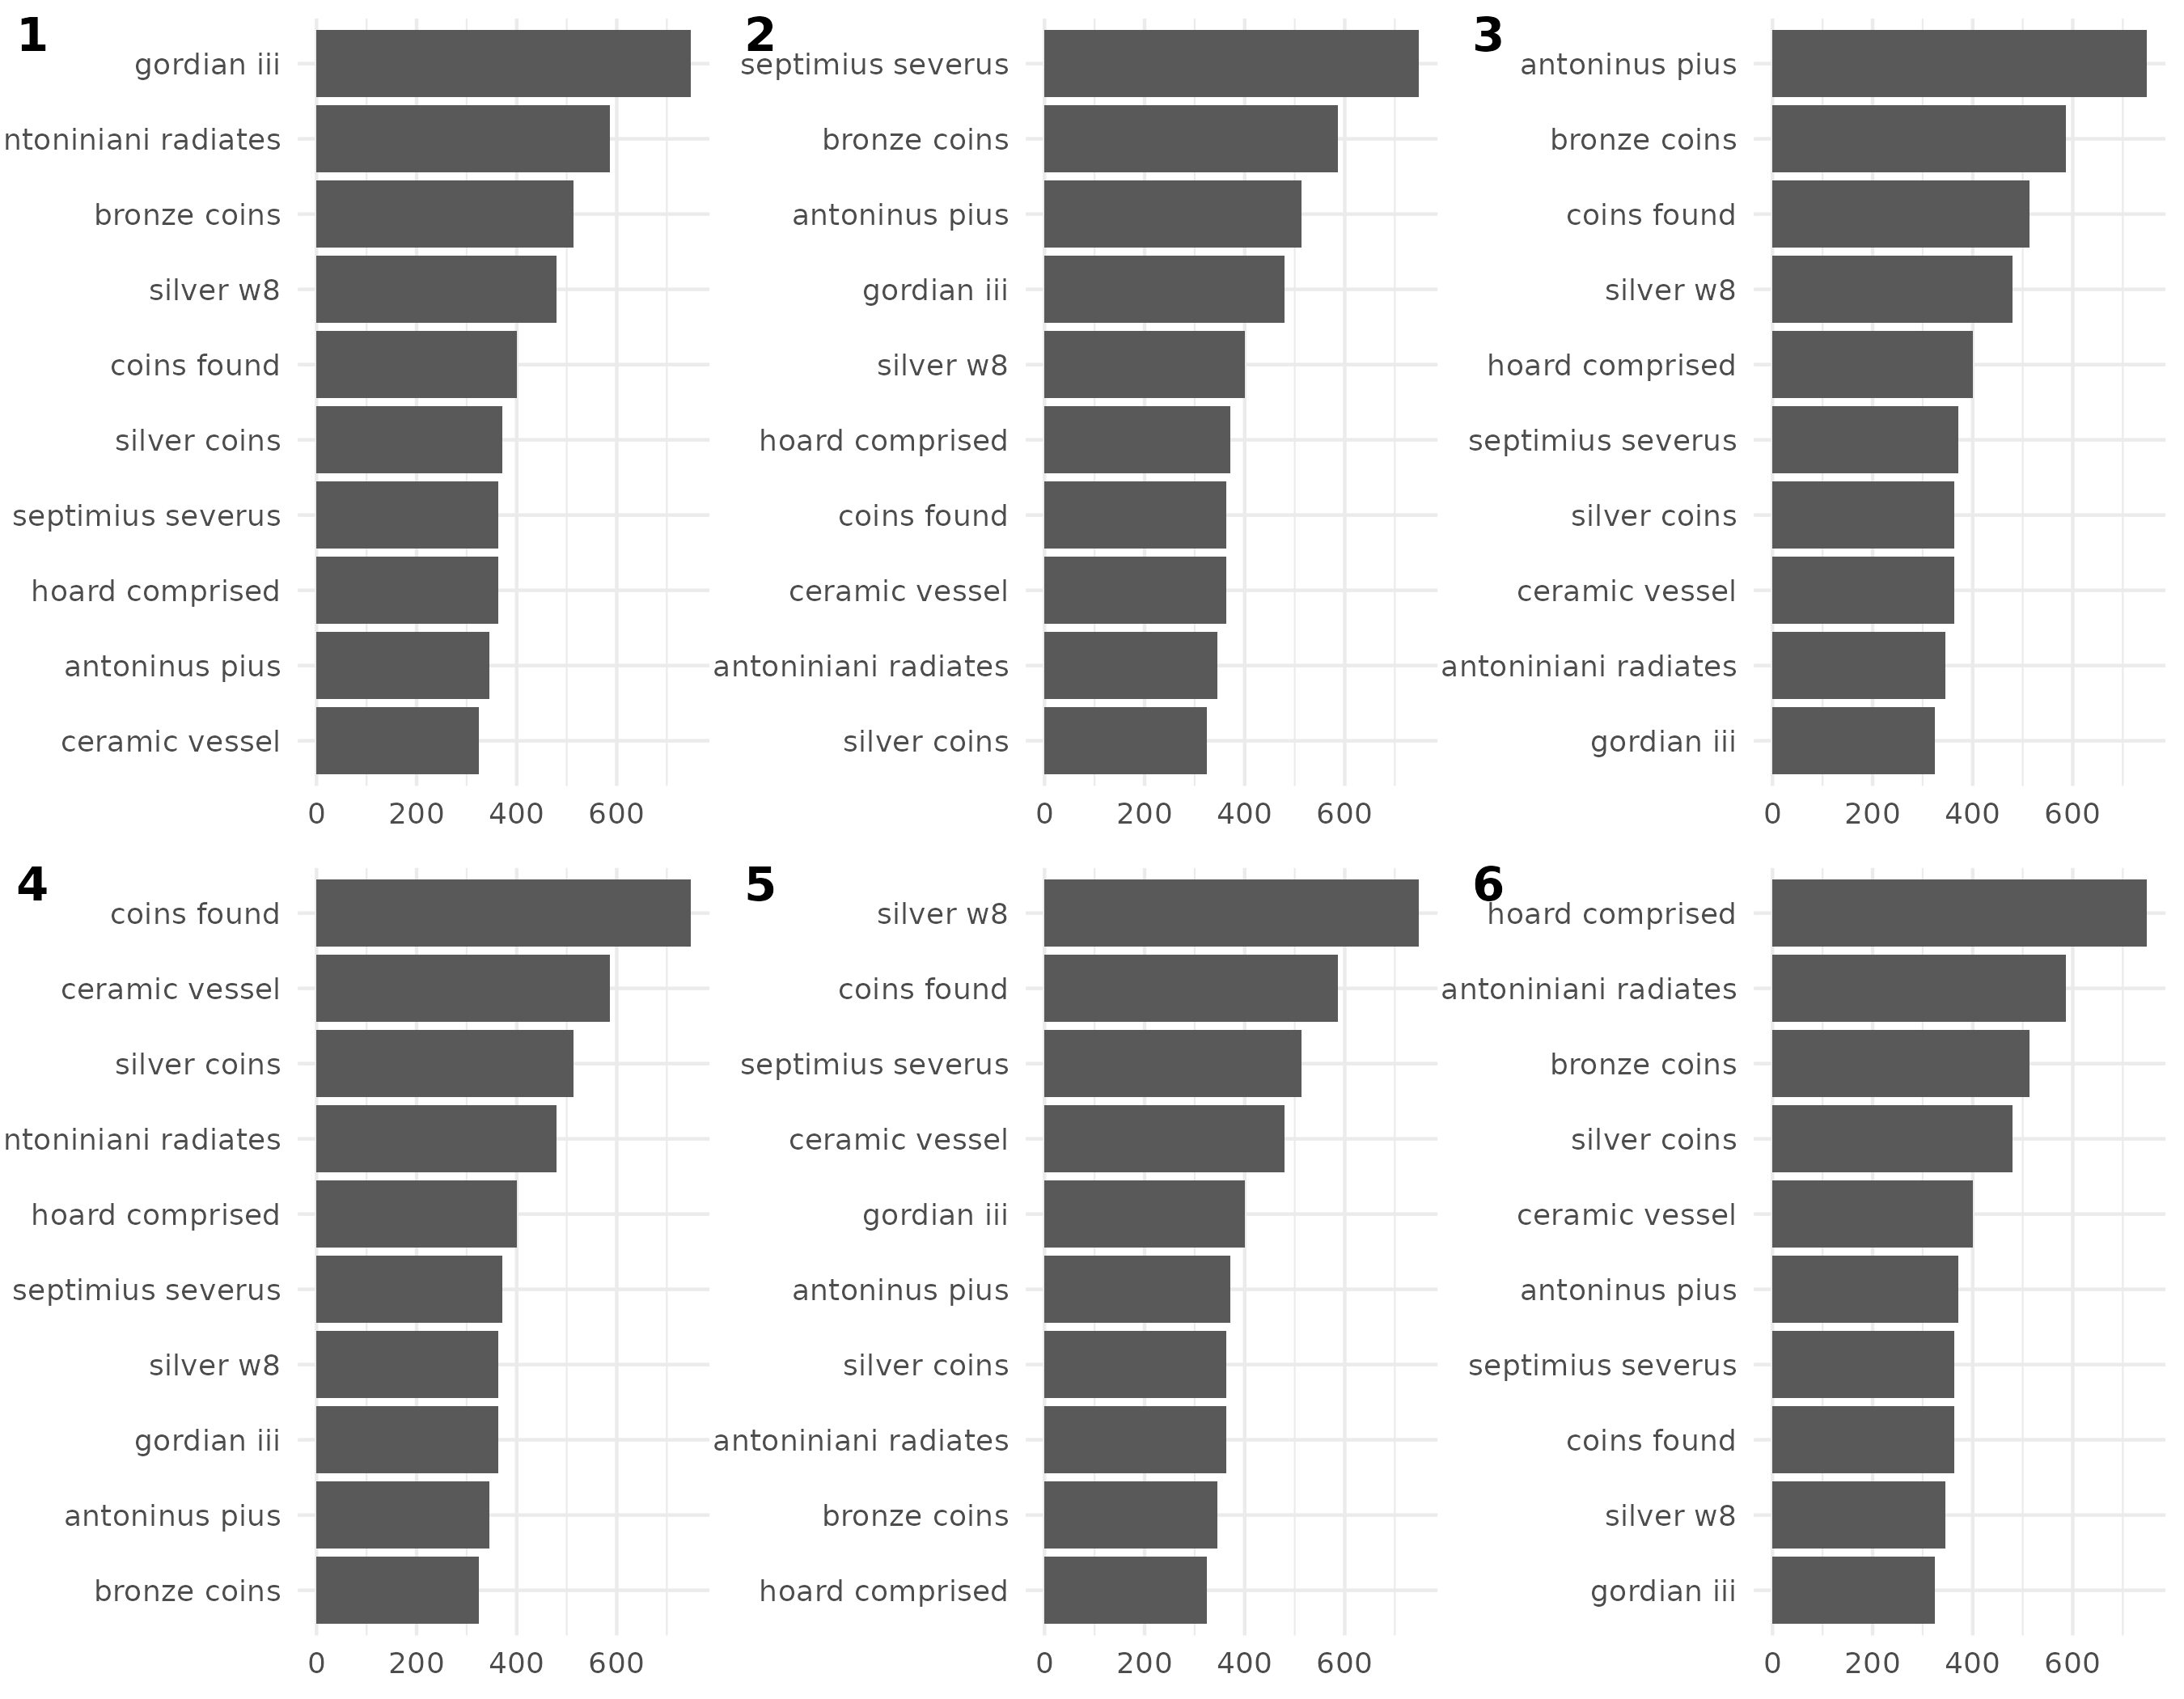 1
gordian iii
ntoniniani radiates
bronze coins
silver w8
coins found
silver coins
septimius severus
hoard comprised
antoninus pius
ceramic vessel
0 200 400 600
2
septimius severus
bronze coins
antoninus pius
gordian iii
silver w8
hoard comprised
coins found
ceramic vessel
antoniniani radiates
silver coins
0 200 400 600
3
antoninus pius
bronze coins
coins found
silver w8
hoard comprised
septimius severus
silver coins
ceramic vessel
antoniniani radiates
gordian iii
0 200 400 600
4
coins found
ceramic vessel
silver coins
ntoniniani radiates
hoard comprised
septimius severus
silver w8
gordian iii
antoninus pius
bronze coins
0 200 400 600
5
silver w8
coins found
septimius severus
ceramic vessel
gordian iii
antoninus pius
silver coins
antoniniani radiates
bronze coins
hoard comprised
0 200 400 600
6
hoard comprised
antoniniani radiates
bronze coins
silver coins
ceramic vessel
antoninus pius
septimius severus
coins found
silver w8
gordian iii
0 200 400 600